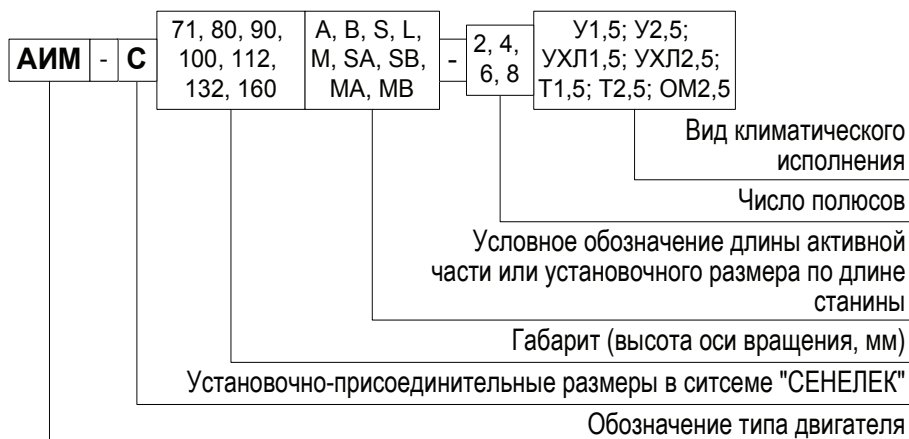 АИМ - С
71, 80, 90,
100, 112,
132, 160
A, B, S, L,
M, SA, SB,
MA, MB
-
2, 4,
6, 8
У1,5; У2,5;
УХЛ1,5; УХЛ2,5;
Т1,5; Т2,5; ОМ2,5
Вид климатического
исполнения
Число полюсов
Условное обозначение длины активной
части или установочного размера по длине
станины
Габарит (высота оси вращения, мм)
Установочно-присоединительные размеры в ситсеме "СЕНЕЛЕК"
Обозначение типа двигателя